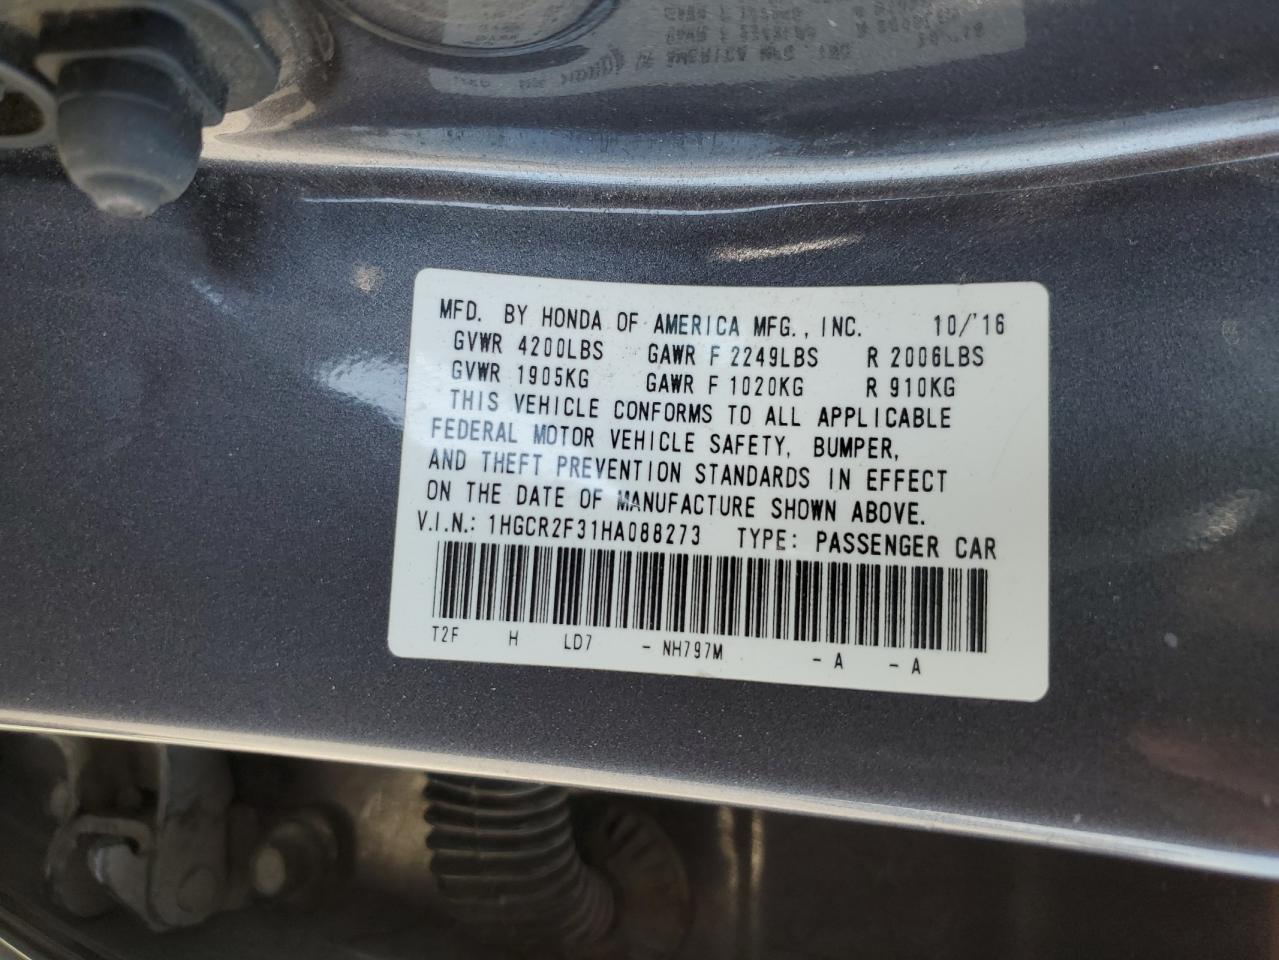 MFD. BY HONDA OF AMERICA MFG., INC. 10/'16
GVWR 4200LBS GAWR F 2249LBS R 2006LBS
GVWR 1905KG GAWR F 1020KG R 910KG
THIS VEHICLE CONFORMS TO ALL APPLICABLE
FEDERAL MOTOR VEHICLE SAFETY, BUMPER,
AND THEFT PREVENTION STANDARDS IN EFFECT
ON THE DATE OF MANUFACTURE SHOWN ABOVE.
V.I.N.: 1HGCR2F31HA088273 TYPE: PASSENGER CAR
T2F H LD7 - NH797M - A - A